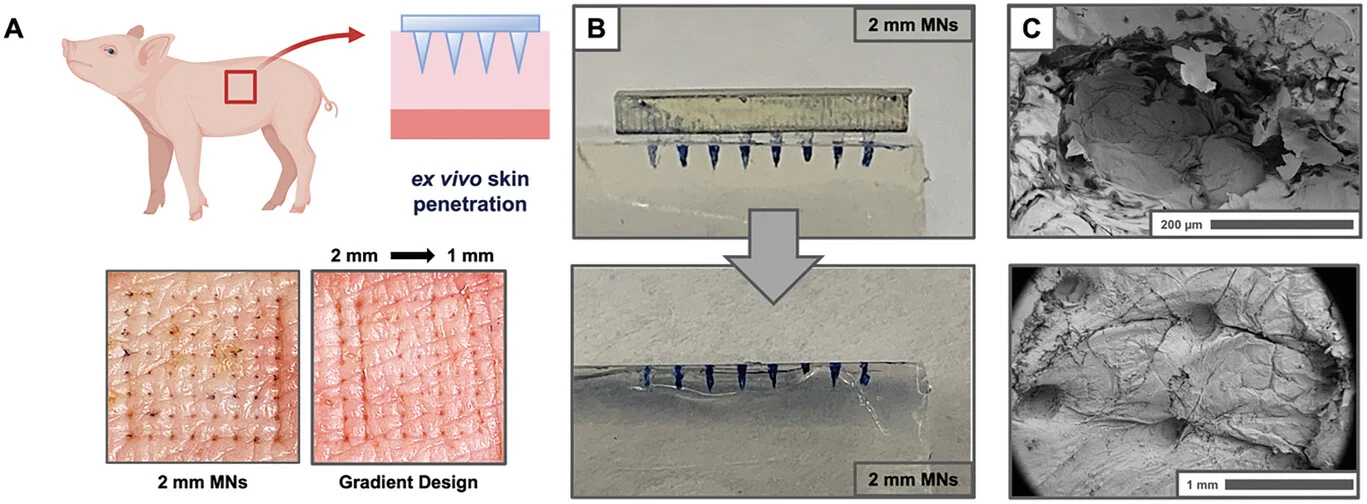 A
ex vivo skin
penetration
2 mm → 1 mm
2 mm MNs
Gradient Design
B
2 mm MNs
2 mm MNs
C
200 µm
1 mm